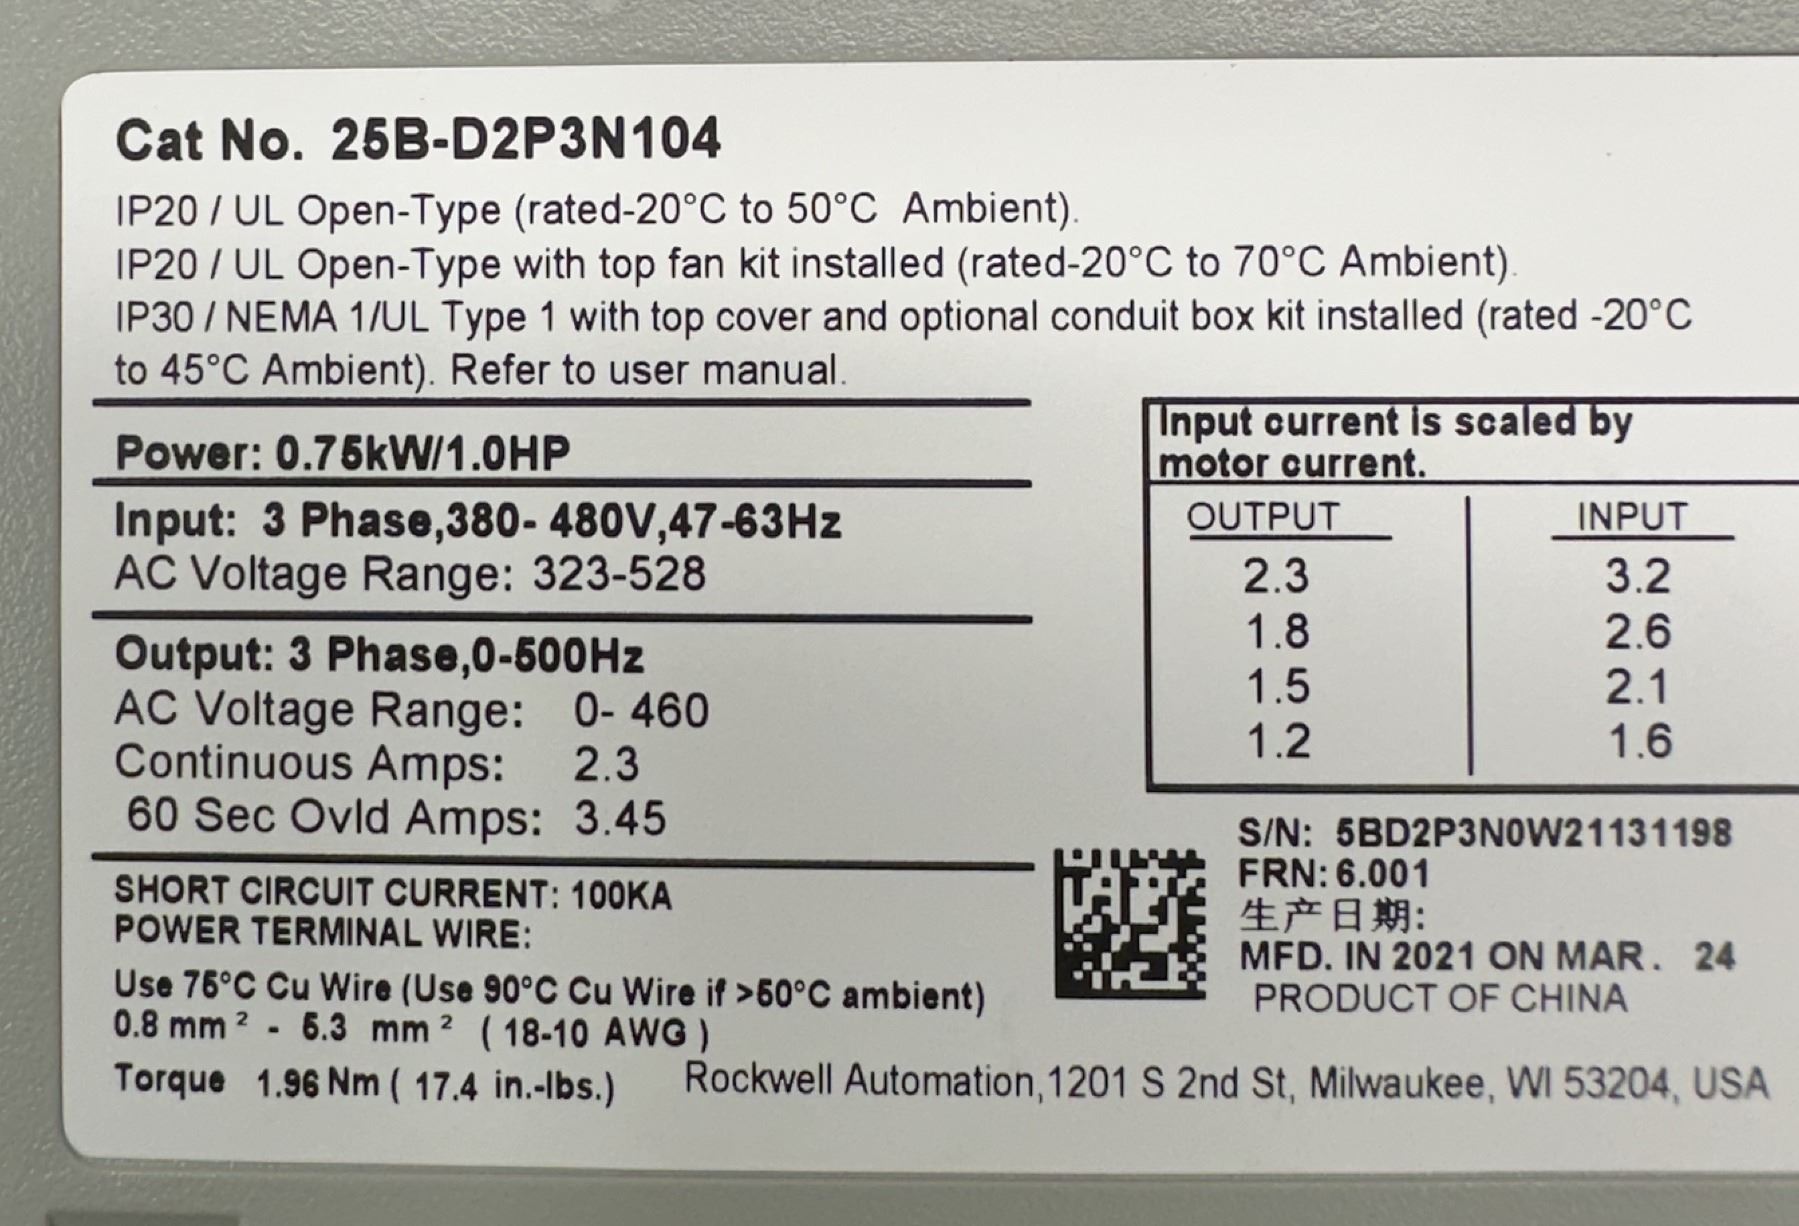 Cat No. 25B-D2P3N104
IP20 / UL Open-Type (rated-20°C to 50°C Ambient).
IP20 / UL Open-Type with top fan kit installed (rated-20°C to 70°C Ambient).
IP30 / NEMA 1/UL Type 1 with top cover and optional conduit box kit installed (rated -20°C
to 45°C Ambient). Refer to user manual.
Power: 0.75kW/1.0HP
Input: 3 Phase,380- 480V,47-63Hz
AC Voltage Range: 323-528
Output: 3 Phase,0-500Hz
AC Voltage Range: 0- 460
Continuous Amps: 2.3
60 Sec Ovld Amps: 3.45
SHORT CIRCUIT CURRENT: 100KA
POWER TERMINAL WIRE:
Use 75°C Cu Wire (Use 90°C Cu Wire if >50°C ambient)
0.8 mm² - 5.3 mm² ( 18-10 AWG )
Torque 1.96 Nm ( 17.4 in.-lbs.)
Input current is scaled by
motor current.
OUTPUT INPUT
2.3 3.2
1.8 2.6
1.5 2.1
1.2 1.6
S/N: 5BD2P3N0W21131198
FRN: 6.001
生产日期:
MFD. IN 2021 ON MAR. 24
PRODUCT OF CHINA
Rockwell Automation,1201 S 2nd St, Milwaukee, WI 53204, USA